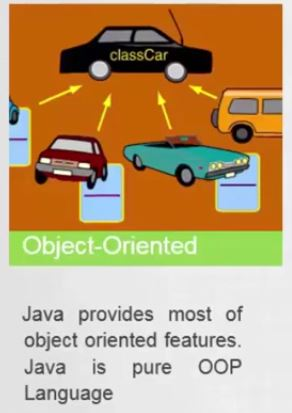 classCar
Object-Oriented
Java provides most of
object oriented features.
Java is pure OOP
Language